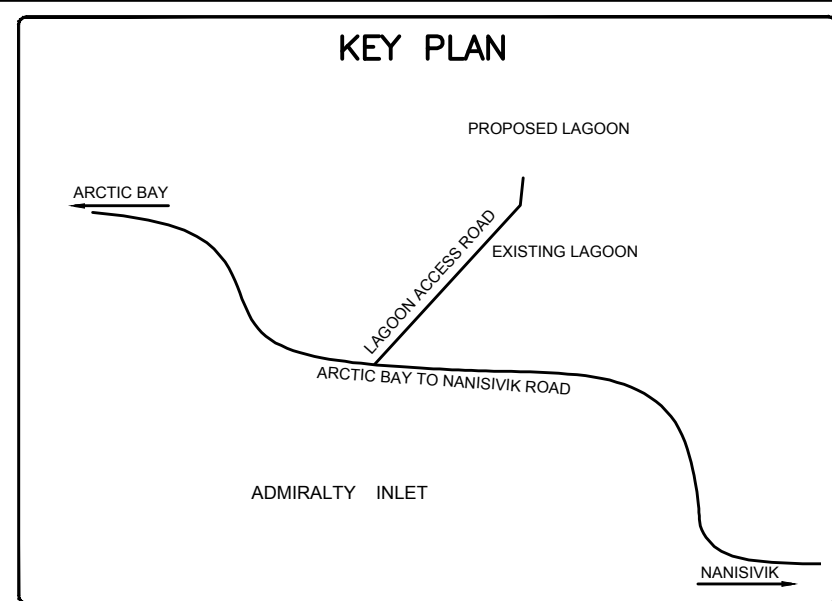 KEY PLAN
PROPOSED LAGOON
ARCTIC BAY
LAGOON ACCESS ROAD
EXISTING LAGOON
ARCTIC BAY TO NANISIVIK ROAD
ADMIRALTY INLET
NANISIVIK